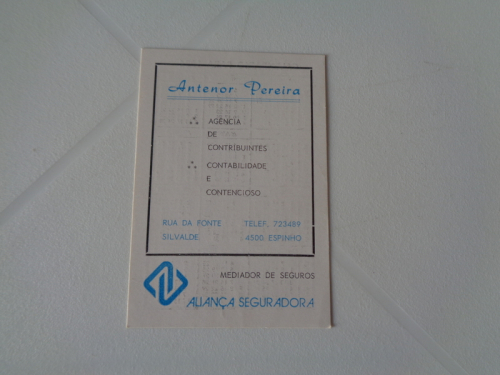 Antenor Pereira
AGÊNCIA
DE
CONTRIBUINTES
CONTABILIDADE
E
CONTENCIOSO
RUA DA FONTE TELEF. 723489
SILVALDE 4500 ESPINHO
MEDIADOR DE SEGUROS
ALIANÇA SEGURADORA